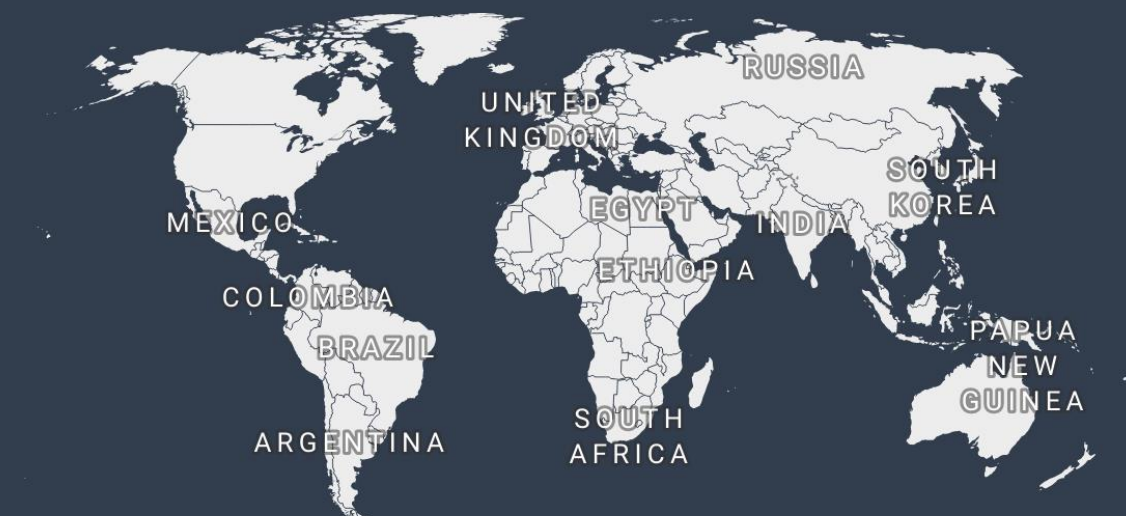 RUSSIA
UNITED
KINGDOM
SOUTH
KOREA
MEXICO
EGYPT
INDIA
ETHIOPIA
COLOMBIA
BRAZIL
PAPUA
NEW
GUINEA
SOUTH
AFRICA
ARGENTINA